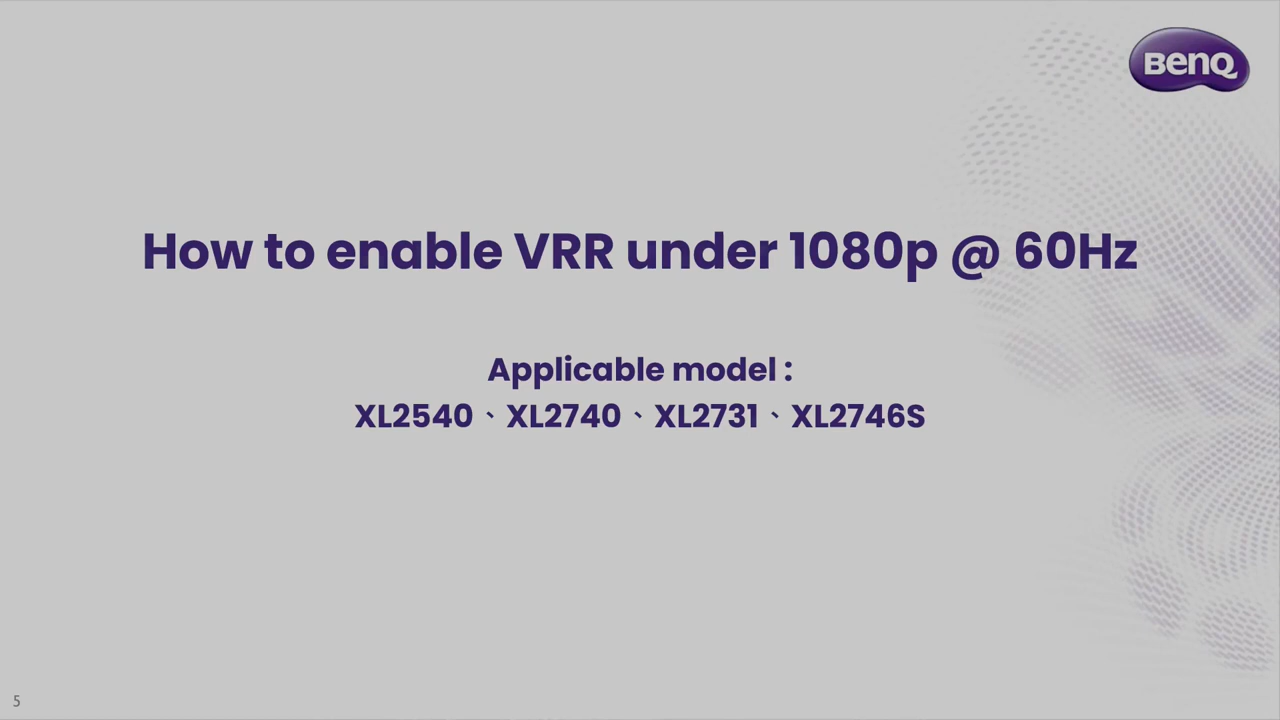 BenQ
How to enable VRR under 1080p @ 60Hz
Applicable model :
XL2540、XL2740、XL2731、XL2746S
5